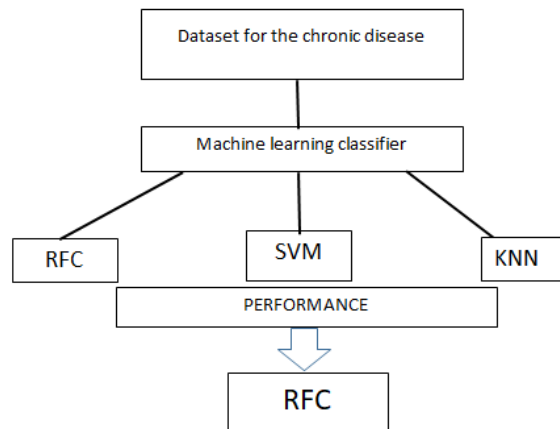 Dataset for the chronic disease
Machine learning classifier
RFC
SVM
KNN
PERFORMANCE
RFC